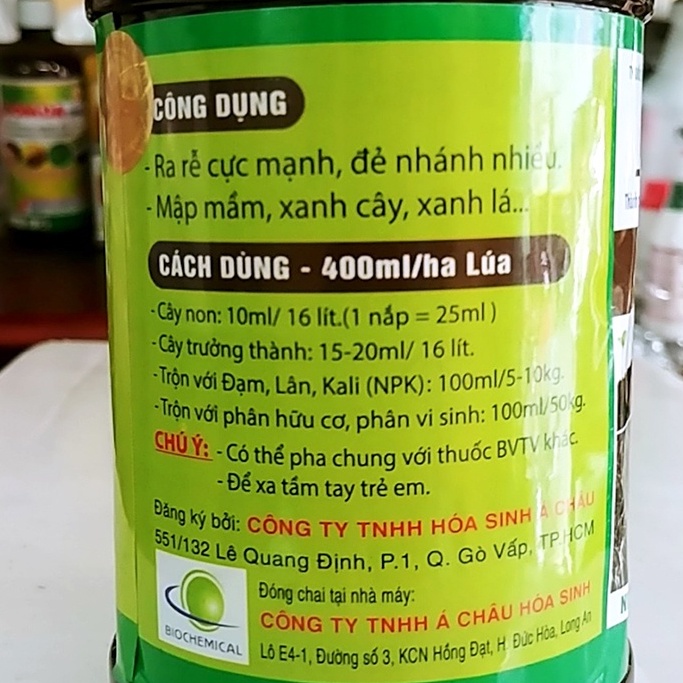 CÔNG DỤNG
- Ra rễ cực mạnh, đẻ nhánh nhiều.
- Mập mầm, xanh cây, xanh lá...
CÁCH DÙNG - 400ml/ha Lúa
- Cây non: 10ml/ 16 lít.(1 nắp = 25ml )
- Cây trưởng thành: 15-20ml/ 16 lít.
- Trộn với Đạm, Lân, Kali (NPK): 100ml/5-10kg.
- Trộn với phân hữu cơ, phân vi sinh: 100ml/50kg.
CHÚ Ý: - Có thể pha chung với thuốc BVTV khác.
- Để xa tầm tay trẻ em.
Đăng ký bởi: CÔNG TY TNHH HÓA SINH Á CHÂU
551/132 Lê Quang Định, P.1, Q. Gò Vấp, TP.HCM
Đóng chai tại nhà máy:
CÔNG TY TNHH Á CHÂU HÓA SINH
Lô E4-1, Đường số 3, KCN Hồng Đạt, H. Đức Hòa, Long An
BIOCHEMICAL